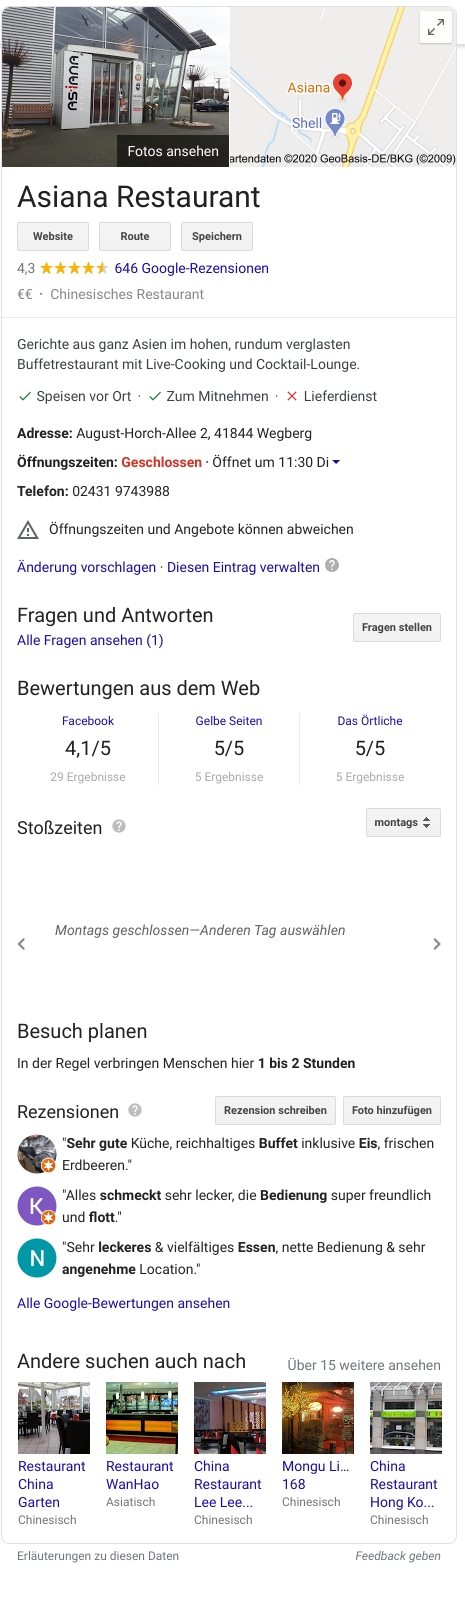 ASIANA
Asiana
Shell
Fotos ansehen
artendaten ©2020 GeoBasis-DE/BKG (©2009)
Asiana Restaurant
Website Route Speichern
4,3 646 Google-Rezensionen
€€ · Chinesisches Restaurant
Gerichte aus ganz Asien im hohen, rundum verglasten
Buffetrestaurant mit Live-Cooking und Cocktail-Lounge.
Speisen vor Ort · Zum Mitnehmen · Lieferdienst
Adresse: August-Horch-Allee 2, 41844 Wegberg
Öffnungszeiten: Geschlossen · Öffnet um 11:30 Di
Telefon: 02431 9743988
Öffnungszeiten und Angebote können abweichen
Änderung vorschlagen · Diesen Eintrag verwalten ?
Fragen und Antworten
Fragen stellen
Alle Fragen ansehen (1)
Bewertungen aus dem Web
Facebook Gelbe Seiten Das Örtliche
4,1/5 5/5 5/5
29 Ergebnisse 5 Ergebnisse 5 Ergebnisse
Stoßzeiten ? montags
Montags geschlossen—Anderen Tag auswählen
Besuch planen
In der Regel verbringen Menschen hier 1 bis 2 Stunden
Rezensionen ? Rezension schreiben Foto hinzufügen
"Sehr gute Küche, reichhaltiges Buffet inklusive Eis, frischen
Erdbeeren."
K
"Alles schmeckt sehr lecker, die Bedienung super freundlich
und flott."
N
"Sehr leckeres & vielfältiges Essen, nette Bedienung & sehr
angenehme Location."
Alle Google-Bewertungen ansehen
Andere suchen auch nach Über 15 weitere ansehen
Restaurant China Garten
Chinesisch
Restaurant WanHao
Asiatisch
China Restaurant Lee Lee...
Chinesisch
Mongu Li... 168
Chinesisch
China Restaurant Hong Ko...
Chinesisch
Erläuterungen zu diesen Daten Feedback geben